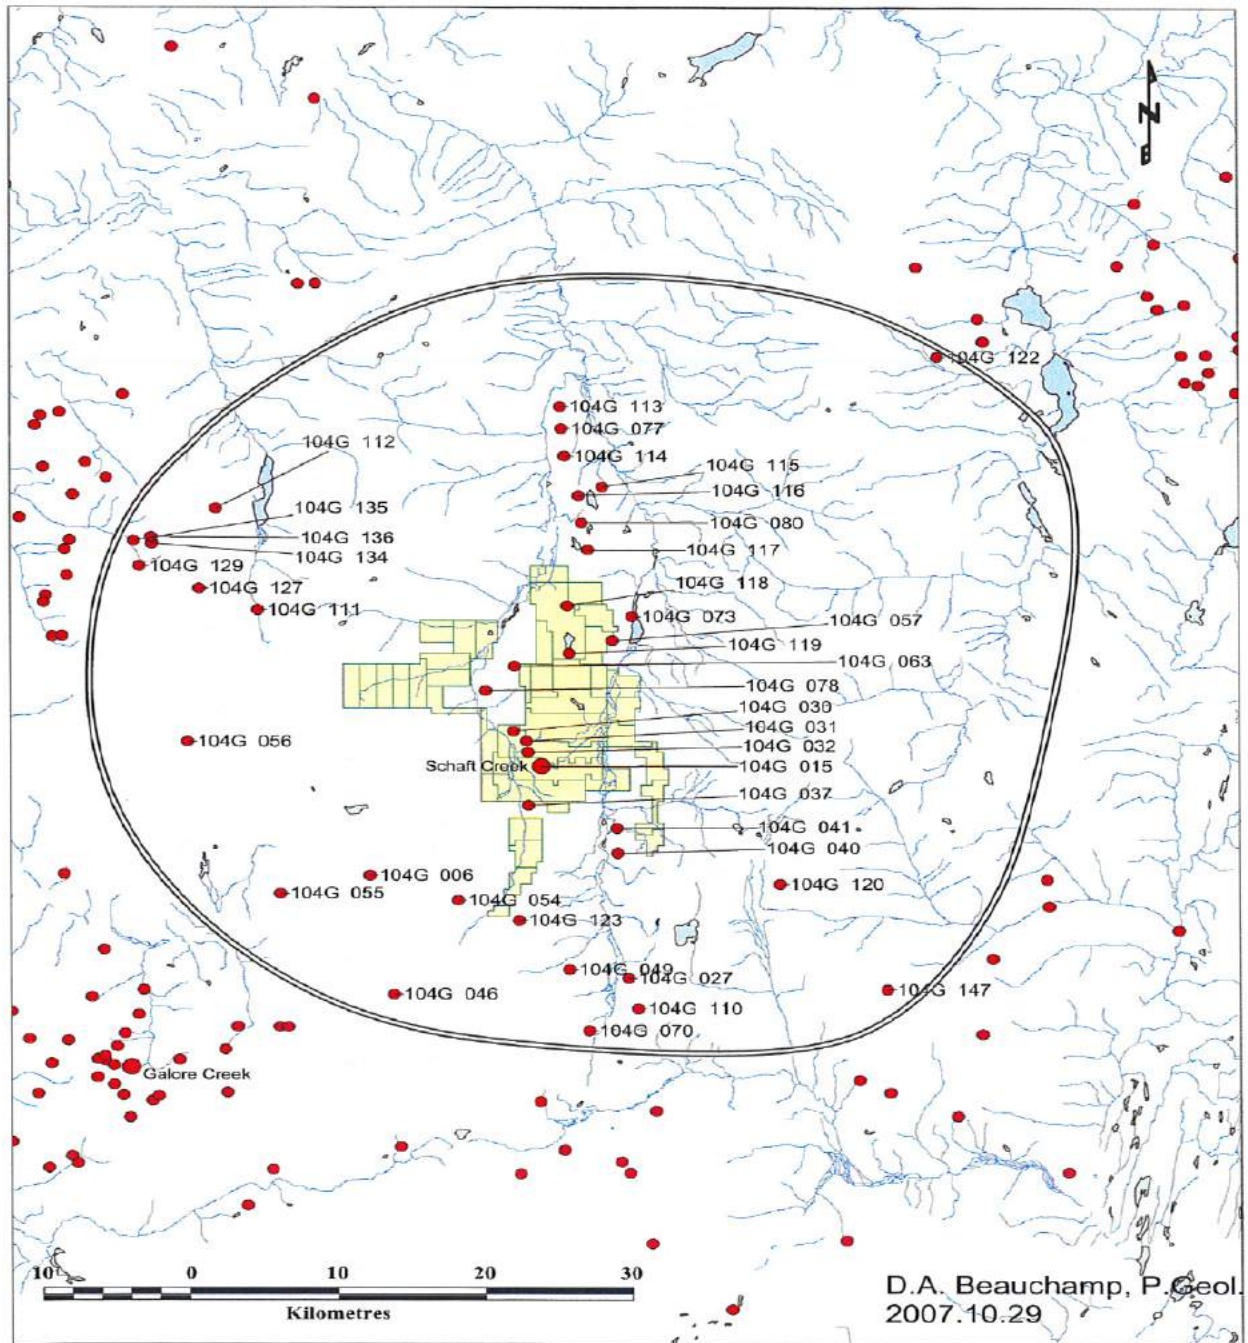 N
104G 122
104G 113
104G 077
104G 112
104G 114
104G 115
104G 116
104G 135
104G 080
104G 136
104G 117
104G 134
104G 129
104G 118
104G 127
104G 111
104G 073
104G 057
104G 119
104G 063
104G 078
104G 030
104G 031
104G 056
104G 032
Schaft Creek
104G 015
104G 037
104G 041
104G 040
104G 006
104G 120
104G 055
104G 054
104G 123
104G 049
104G 027
104G 046
104G 147
104G 110
104G 070
Galore Creek
10 0 10 20 30
Kilometres
D.A. Beauchamp, P.Geol.
2007.10.29